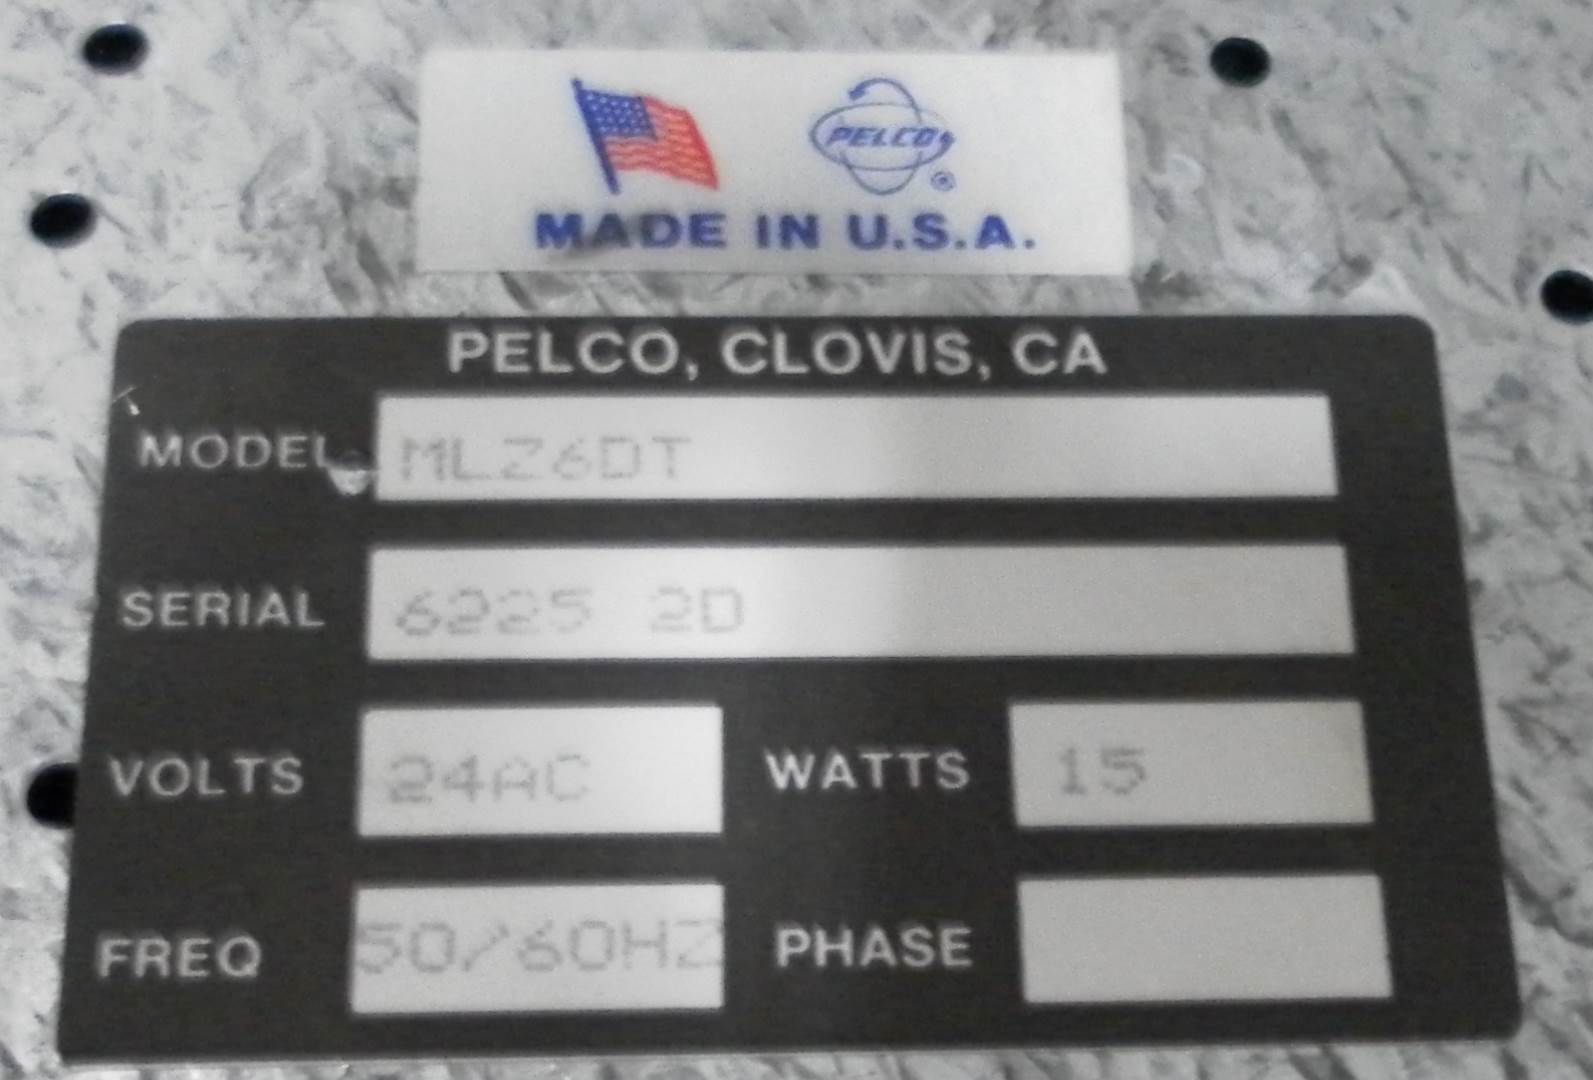 PELCO ®
MADE IN U.S.A.
PELCO, CLOVIS, CA
MODEL MLZ6DT
SERIAL 6225 2D
VOLTS 24AC WATTS 15
FREQ 50/60HZ PHASE